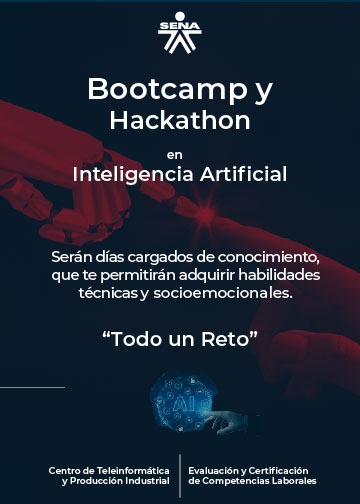 SENA
Bootcamp y
Hackathon
en
Inteligencia Artificial
Serán días cargados de conocimiento,
que te permitirán adquirir habilidades
técnicas y socioemocionales.
“Todo un Reto”
AI
Centro de Teleinformática
y Producción Industrial
Evaluación y Certificación
de Competencias Laborales